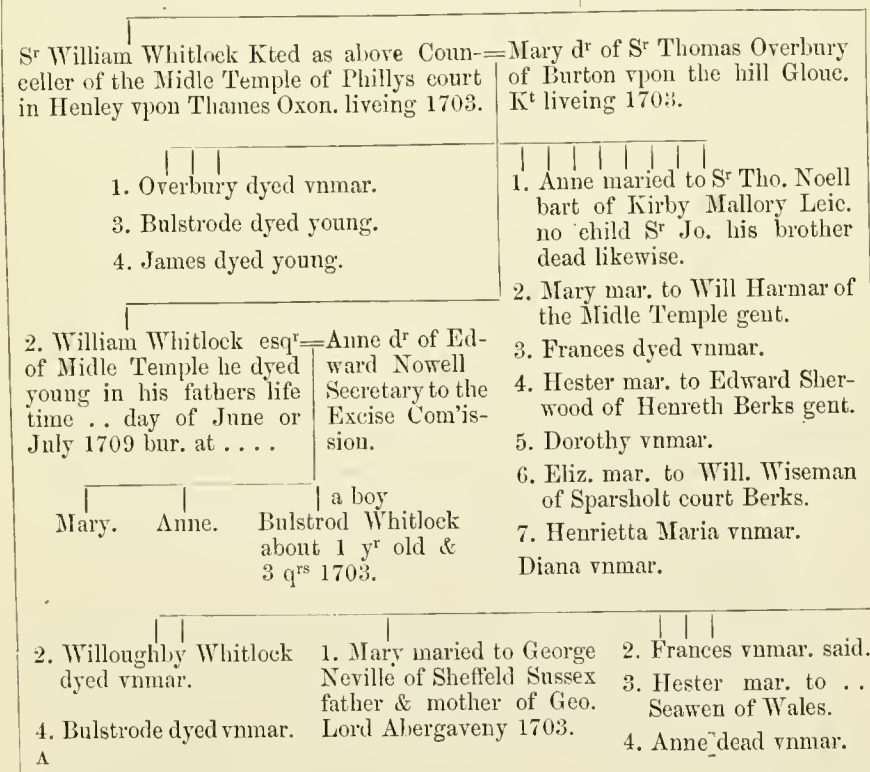 Sʳ William Whitlock Kted as above Coun-=Mary dʳ of Sʳ Thomas Overbury
celler of the Midle Temple of Phillys court
in Henley vpon Thames Oxon. liveing 1703.
of Burton vpon the hill Glouc.
Kᵗ liveing 1703.
1. Overbury dyed vnmar.
3. Bulstrode dyed young.
4. James dyed young.
1. Anne maried to Sʳ Tho. Noell
bart of Kirby Mallory Leic.
no child Sʳ Jo. his brother
dead likewise.
2. Mary mar. to Will Harmar of
the Midle Temple gent.
3. Frances dyed vnmar.
4. Hester mar. to Edward Sher-
wood of Henreth Berks gent.
5. Dorothy vnmar.
6. Eliz. mar. to Will. Wiseman
of Sparsholt court Berks.
7. Henrietta Maria vnmar.
Diana vnmar.
2. William Whitlock esqʳ=Anne dʳ of Ed-
of Midle Temple he dyed
young in his fathers life
time .. day of June or
July 1709 bur. at ....
ward Nowell
Secretary to the
Excise Com'is-
sion.
Mary.
Anne.
a boy
Bulstrod Whitlock
about 1 yʳ old &
3 qʳˢ 1703.
2. Willoughby Whitlock
dyed vnmar.
4. Bulstrode dyed vnmar.
A
1. Mary maried to George
Neville of Sheffeld Sussex
father & mother of Geo.
Lord Abergaveny 1703.
2. Frances vnmar. said.
3. Hester mar. to ..
Seawen of Wales.
4. Anne dead vnmar.